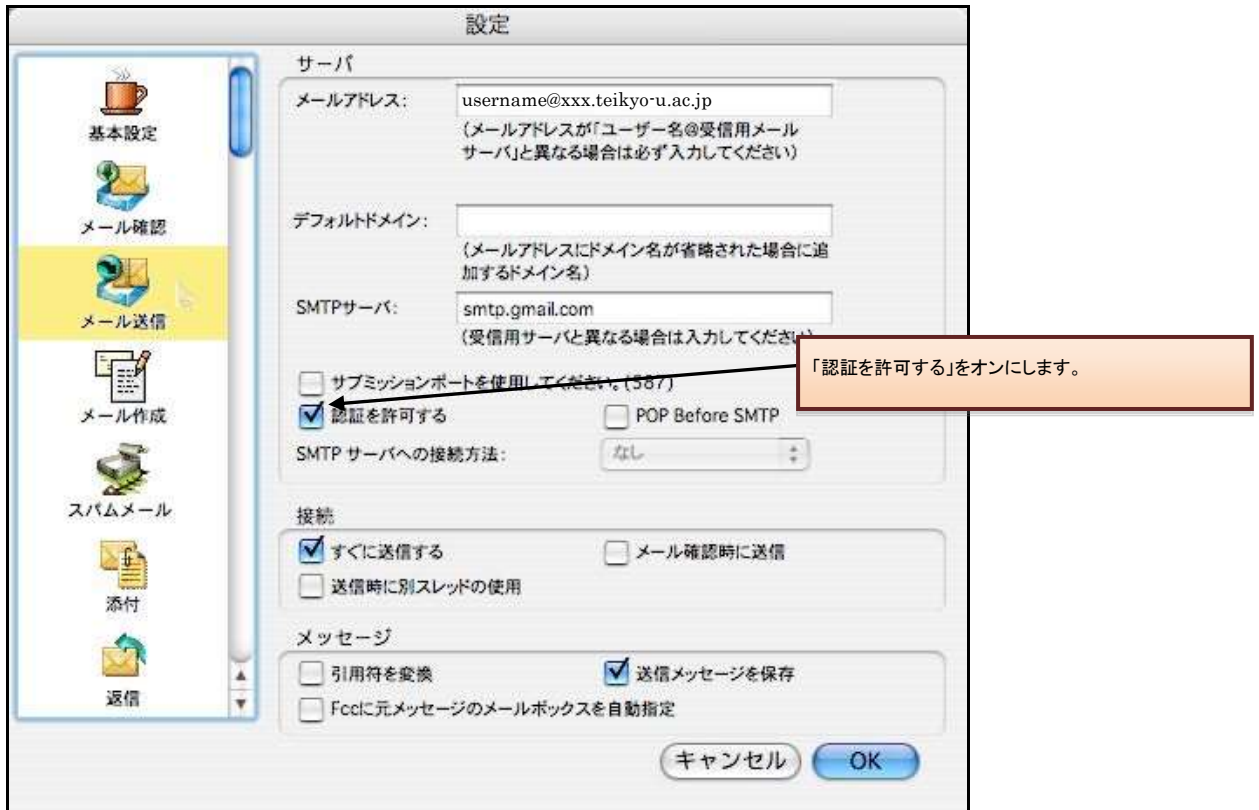 設定
基本設定
メール確認
メール送信
メール作成
スパムメール
添付
返信
サーバ
メールアドレス:
username@xxx.teikyo-u.ac.jp
(メールアドレスが「ユーザー名@受信用メール
サーバ」と異なる場合は必ず入力してください)
デフォルトドメイン:
(メールアドレスにドメイン名が省略された場合に追
加するドメイン名)
SMTPサーバ:
smtp.gmail.com
(受信用サーバと異なる場合は入力してください)
「認証を許可する」をオンにします。
サブミッションポートを使用してください。(587)
認証を許可する
POP Before SMTP
SMTP サーバへの接続方法:
なし
接続
すぐに送信する
メール確認時に送信
送信時に別スレッドの使用
メッセージ
引用符を変換
送信メッセージを保存
Fccに元メッセージのメールボックスを自動指定
キャンセル
OK